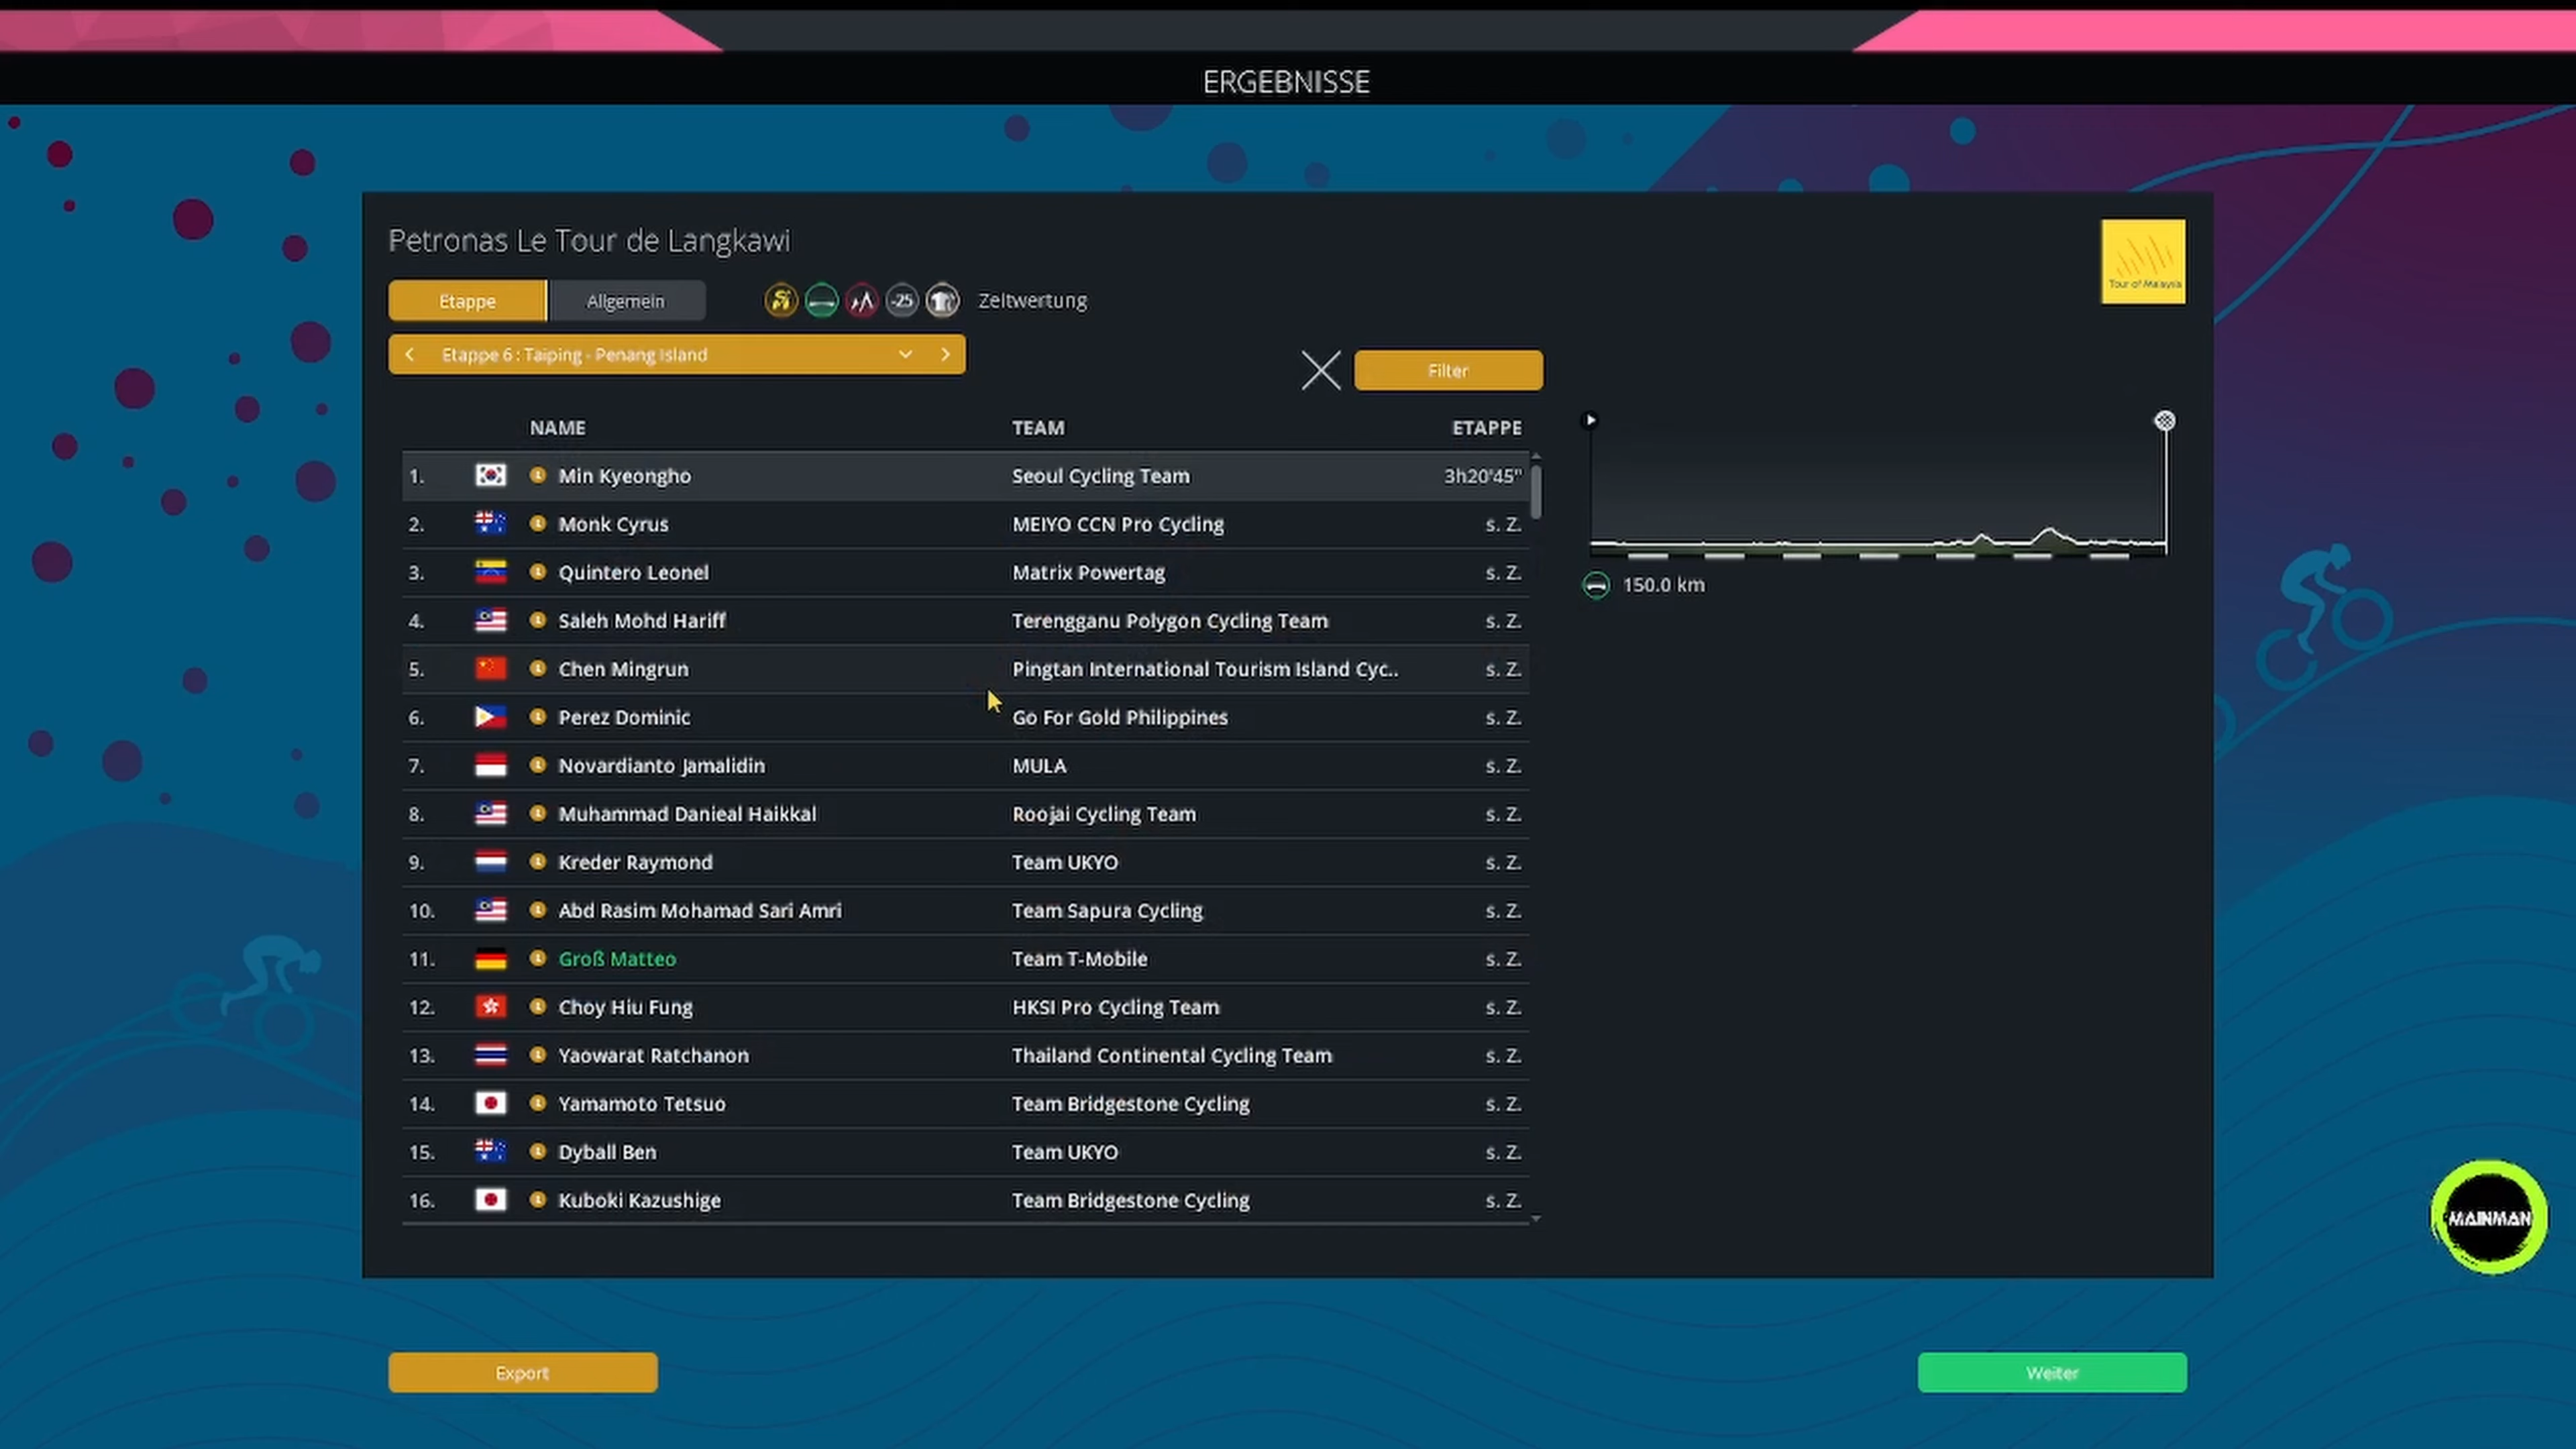 ERGEBNISSE
Petronas Le Tour de Langkawi
Tour of Malaysia
Etappe Allgemein -25 Zeitwertung
Etappe 6 : Taiping - Penang Island
Filter
NAME TEAM ETAPPE
1. Min Kyeongho Seoul Cycling Team 3h20'45"
2. Monk Cyrus MEIYO CCN Pro Cycling s. Z.
3. Quintero Leonel Matrix Powertag s. Z.
4. Saleh Mohd Hariff Terengganu Polygon Cycling Team s. Z.
5. Chen Mingrun Pingtan International Tourism Island Cyc.. s. Z.
6. Perez Dominic Go For Gold Philippines s. Z.
7. Novardianto Jamalidin MULA s. Z.
8. Muhammad Danieal Haikkal Roojai Cycling Team s. Z.
9. Kreder Raymond Team UKYO s. Z.
10. Abd Rasim Mohamad Sari Amri Team Sapura Cycling s. Z.
11. Groß Matteo Team T-Mobile s. Z.
12. Choy Hiu Fung HKSI Pro Cycling Team s. Z.
13. Yaowarat Ratchanon Thailand Continental Cycling Team s. Z.
14. Yamamoto Tetsuo Team Bridgestone Cycling s. Z.
15. Dyball Ben Team UKYO s. Z.
16. Kuboki Kazushige Team Bridgestone Cycling s. Z.
150.0 km
MAINMAN
Export
Weiter